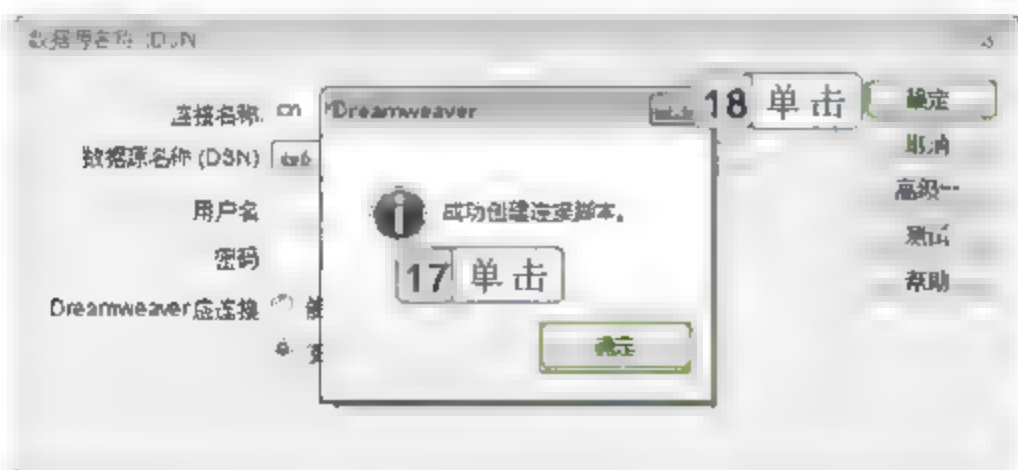 数据源名称 (DSN)
连接名称: cn
数据源名称 (DSN)
用户名
密码
Dreamweaver应连接
Dreamweaver
成功创建连接脚本。
17 单击
确定
18 单击
确定
取消
高级...
测试
帮助